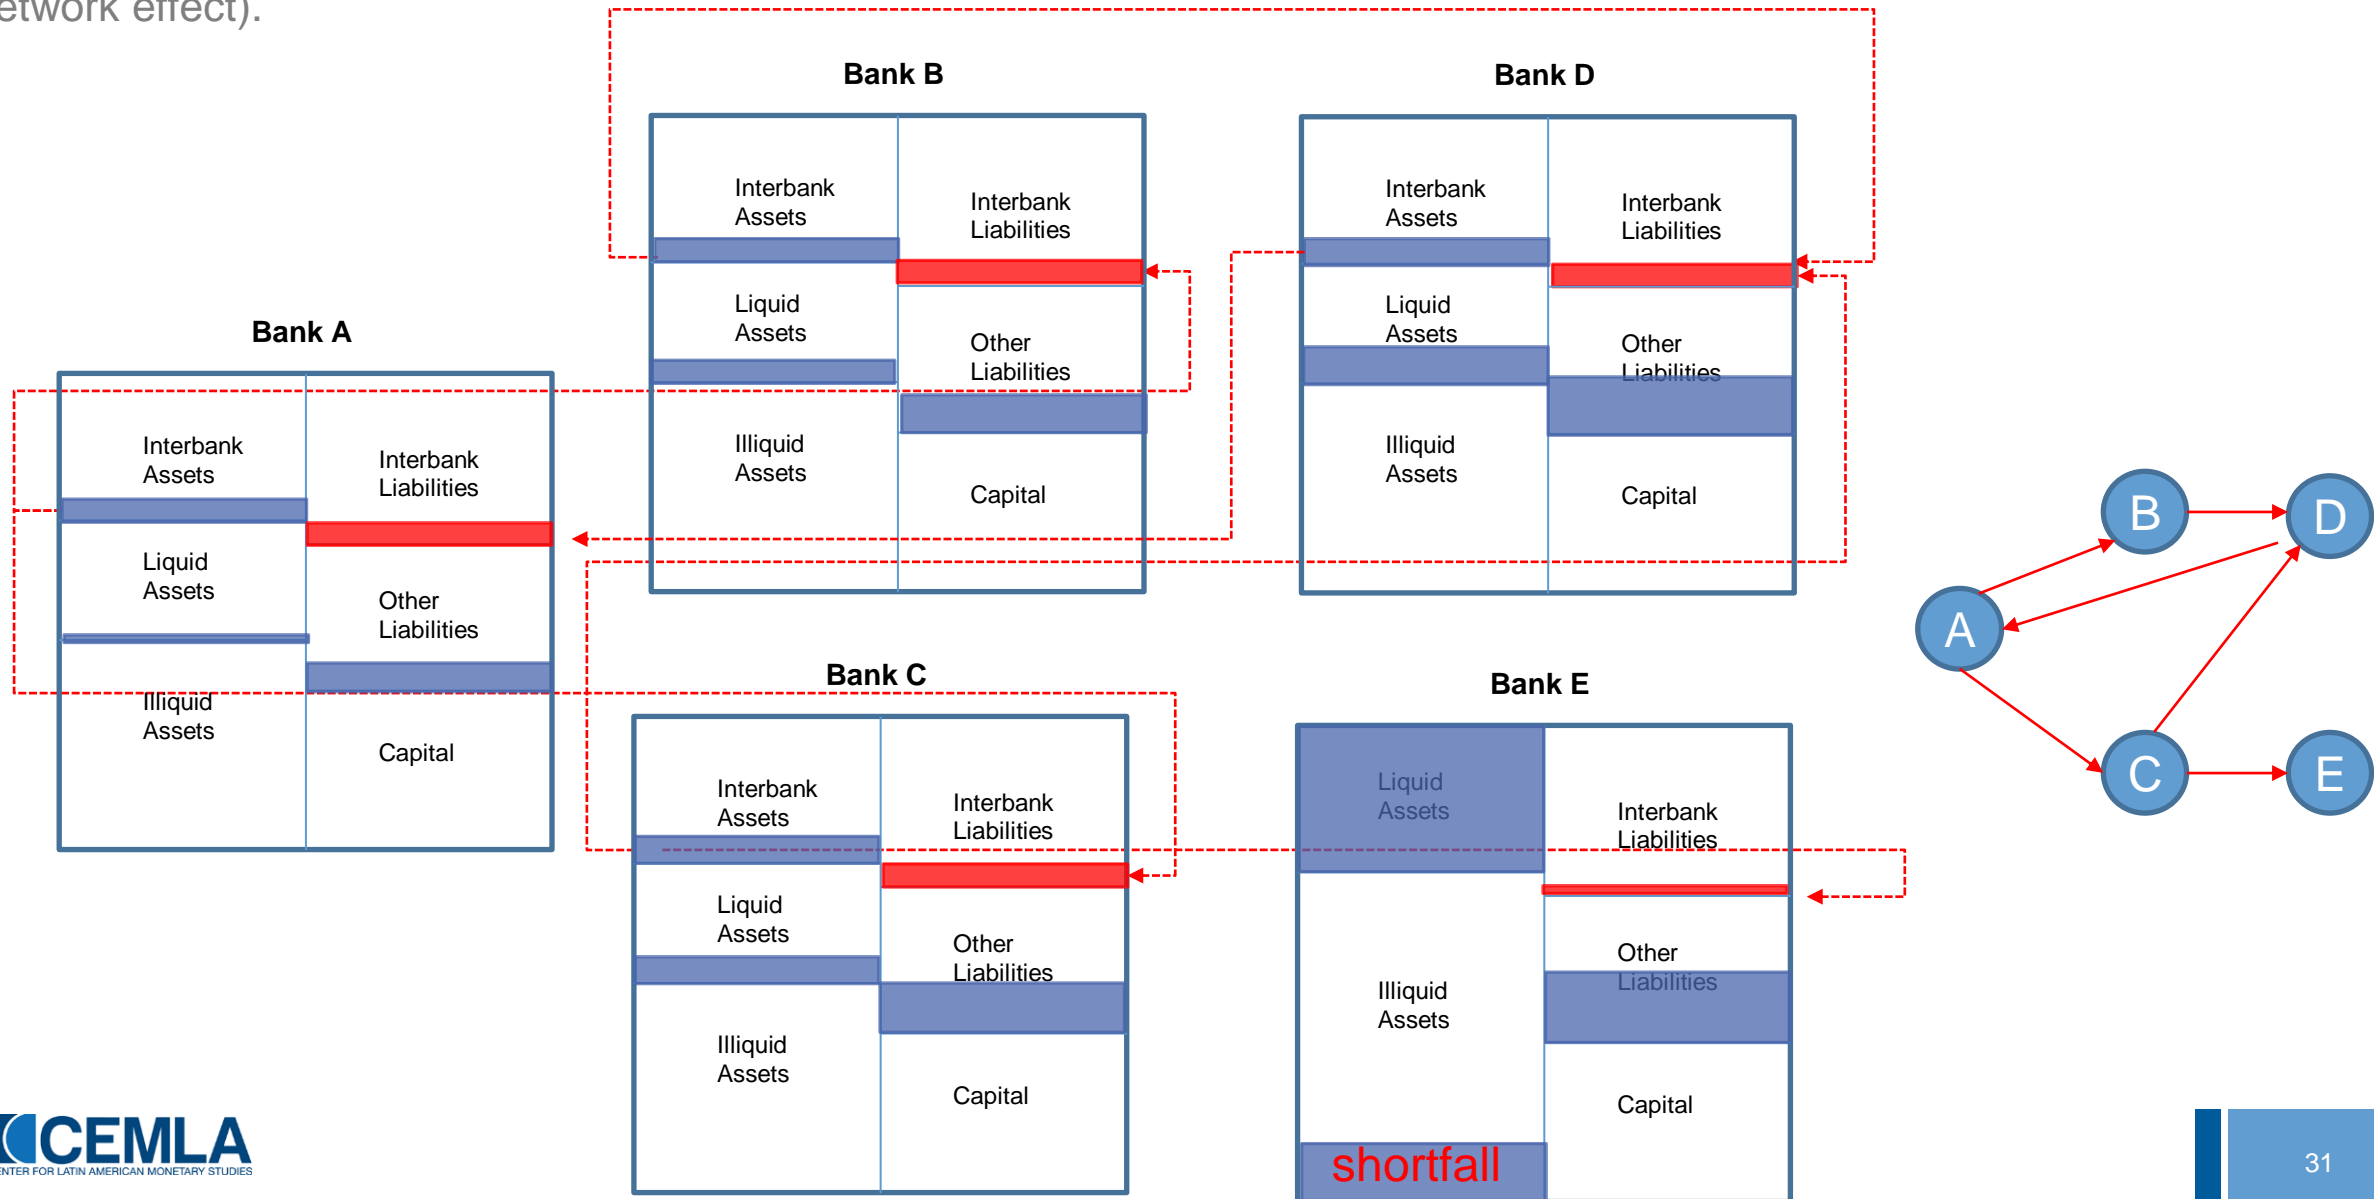 etwork effect).
Bank B
Interbank
Assets
Interbank
Liabilities
Liquid
Assets
Other
Liabilities
Illiquid
Assets
Capital
Bank D
Interbank
Assets
Interbank
Liabilities
Liquid
Assets
Other
Liabilities
Illiquid
Assets
Capital
Bank A
Interbank
Assets
Interbank
Liabilities
Liquid
Assets
Other
Liabilities
Illiquid
Assets
Capital
Bank C
Interbank
Assets
Interbank
Liabilities
Liquid
Assets
Other
Liabilities
Illiquid
Assets
Capital
Bank E
Liquid
Assets
Interbank
Liabilities
Other
Liabilities
Illiquid
Assets
Capital
shortfall
B
D
A
C
E
CEMLA
ENTER FOR LATIN AMERICAN MONETARY STUDIES
31